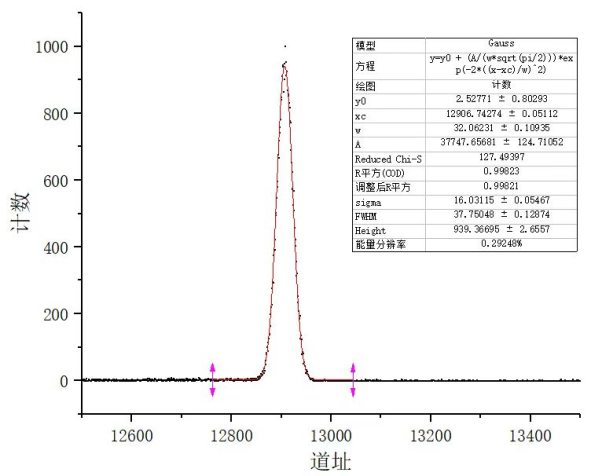 1000
800
600
400
200
0
计数
12600 12800 13000 13200 13400
道址
模型 Gauss
方程 y=y0 + (A/(w*sqrt(pi/2)))*ex
p(-2*((x-xc)/w)^2)
绘图 计数
y0 2.52771 ± 0.80293
xc 12906.74274 ± 0.05112
w 32.06231 ± 0.10935
A 37747.65681 ± 124.71052
Reduced Chi-S 127.49397
R平方(COD) 0.99823
调整后R平方 0.99821
sigma 16.03115 ± 0.05467
FWHM 37.75048 ± 0.12874
Height 939.36695 ± 2.6557
能量分辨率 0.29248%